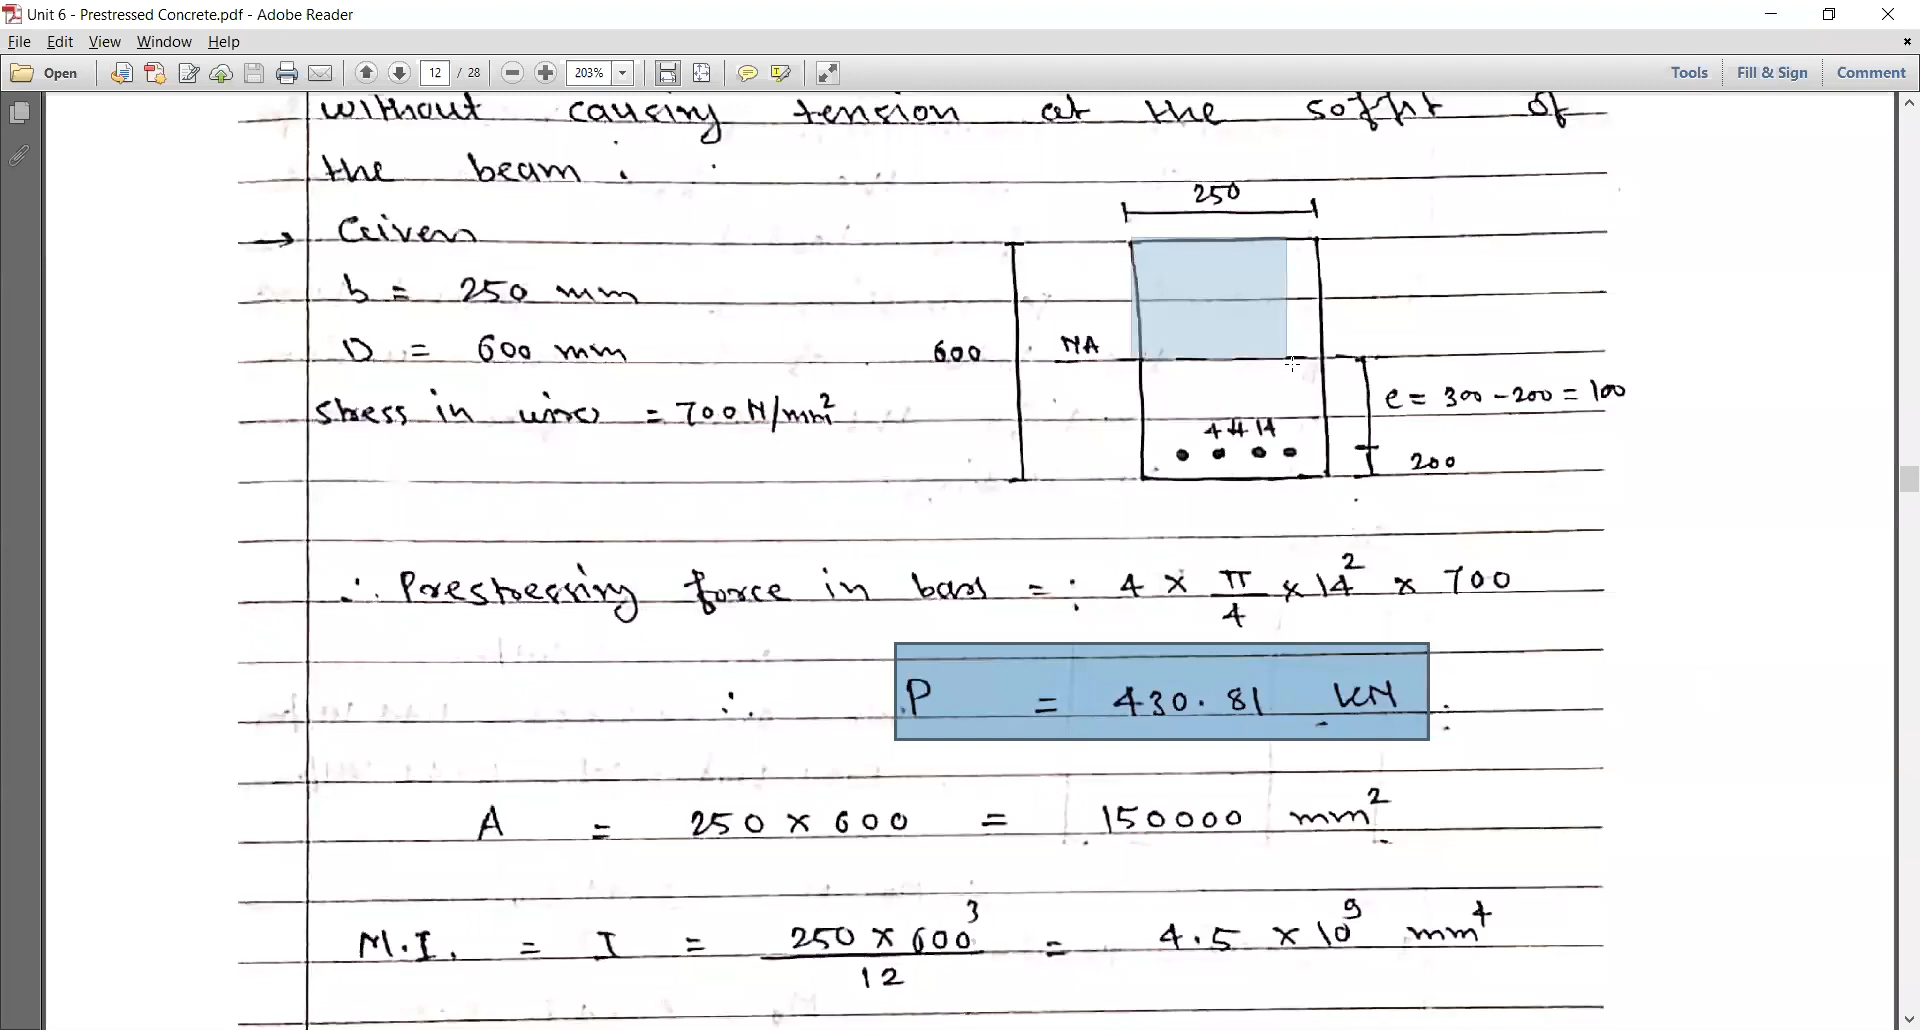 Unit 6 - Prestressed Concrete.pdf - Adobe Reader
File Edit View Window Help
Open 12 / 28 203% Tools Fill & Sign Comment
without causing tension at the soffit of
the beam.
→ Given
b = 250 mm
D = 600 mm
stress in wires = 700 N/mm²
250
600
NA
4 # 14
e = 300 - 200 = 100
200
∴ Prestressing force in bars = 4 × π/4 × 14² × 700
∴ P = 430.81 kN
A = 250 × 600 = 150000 mm²
M.I. = I = 250 × 600³ / 12 = 4.5 × 10⁹ mm⁴